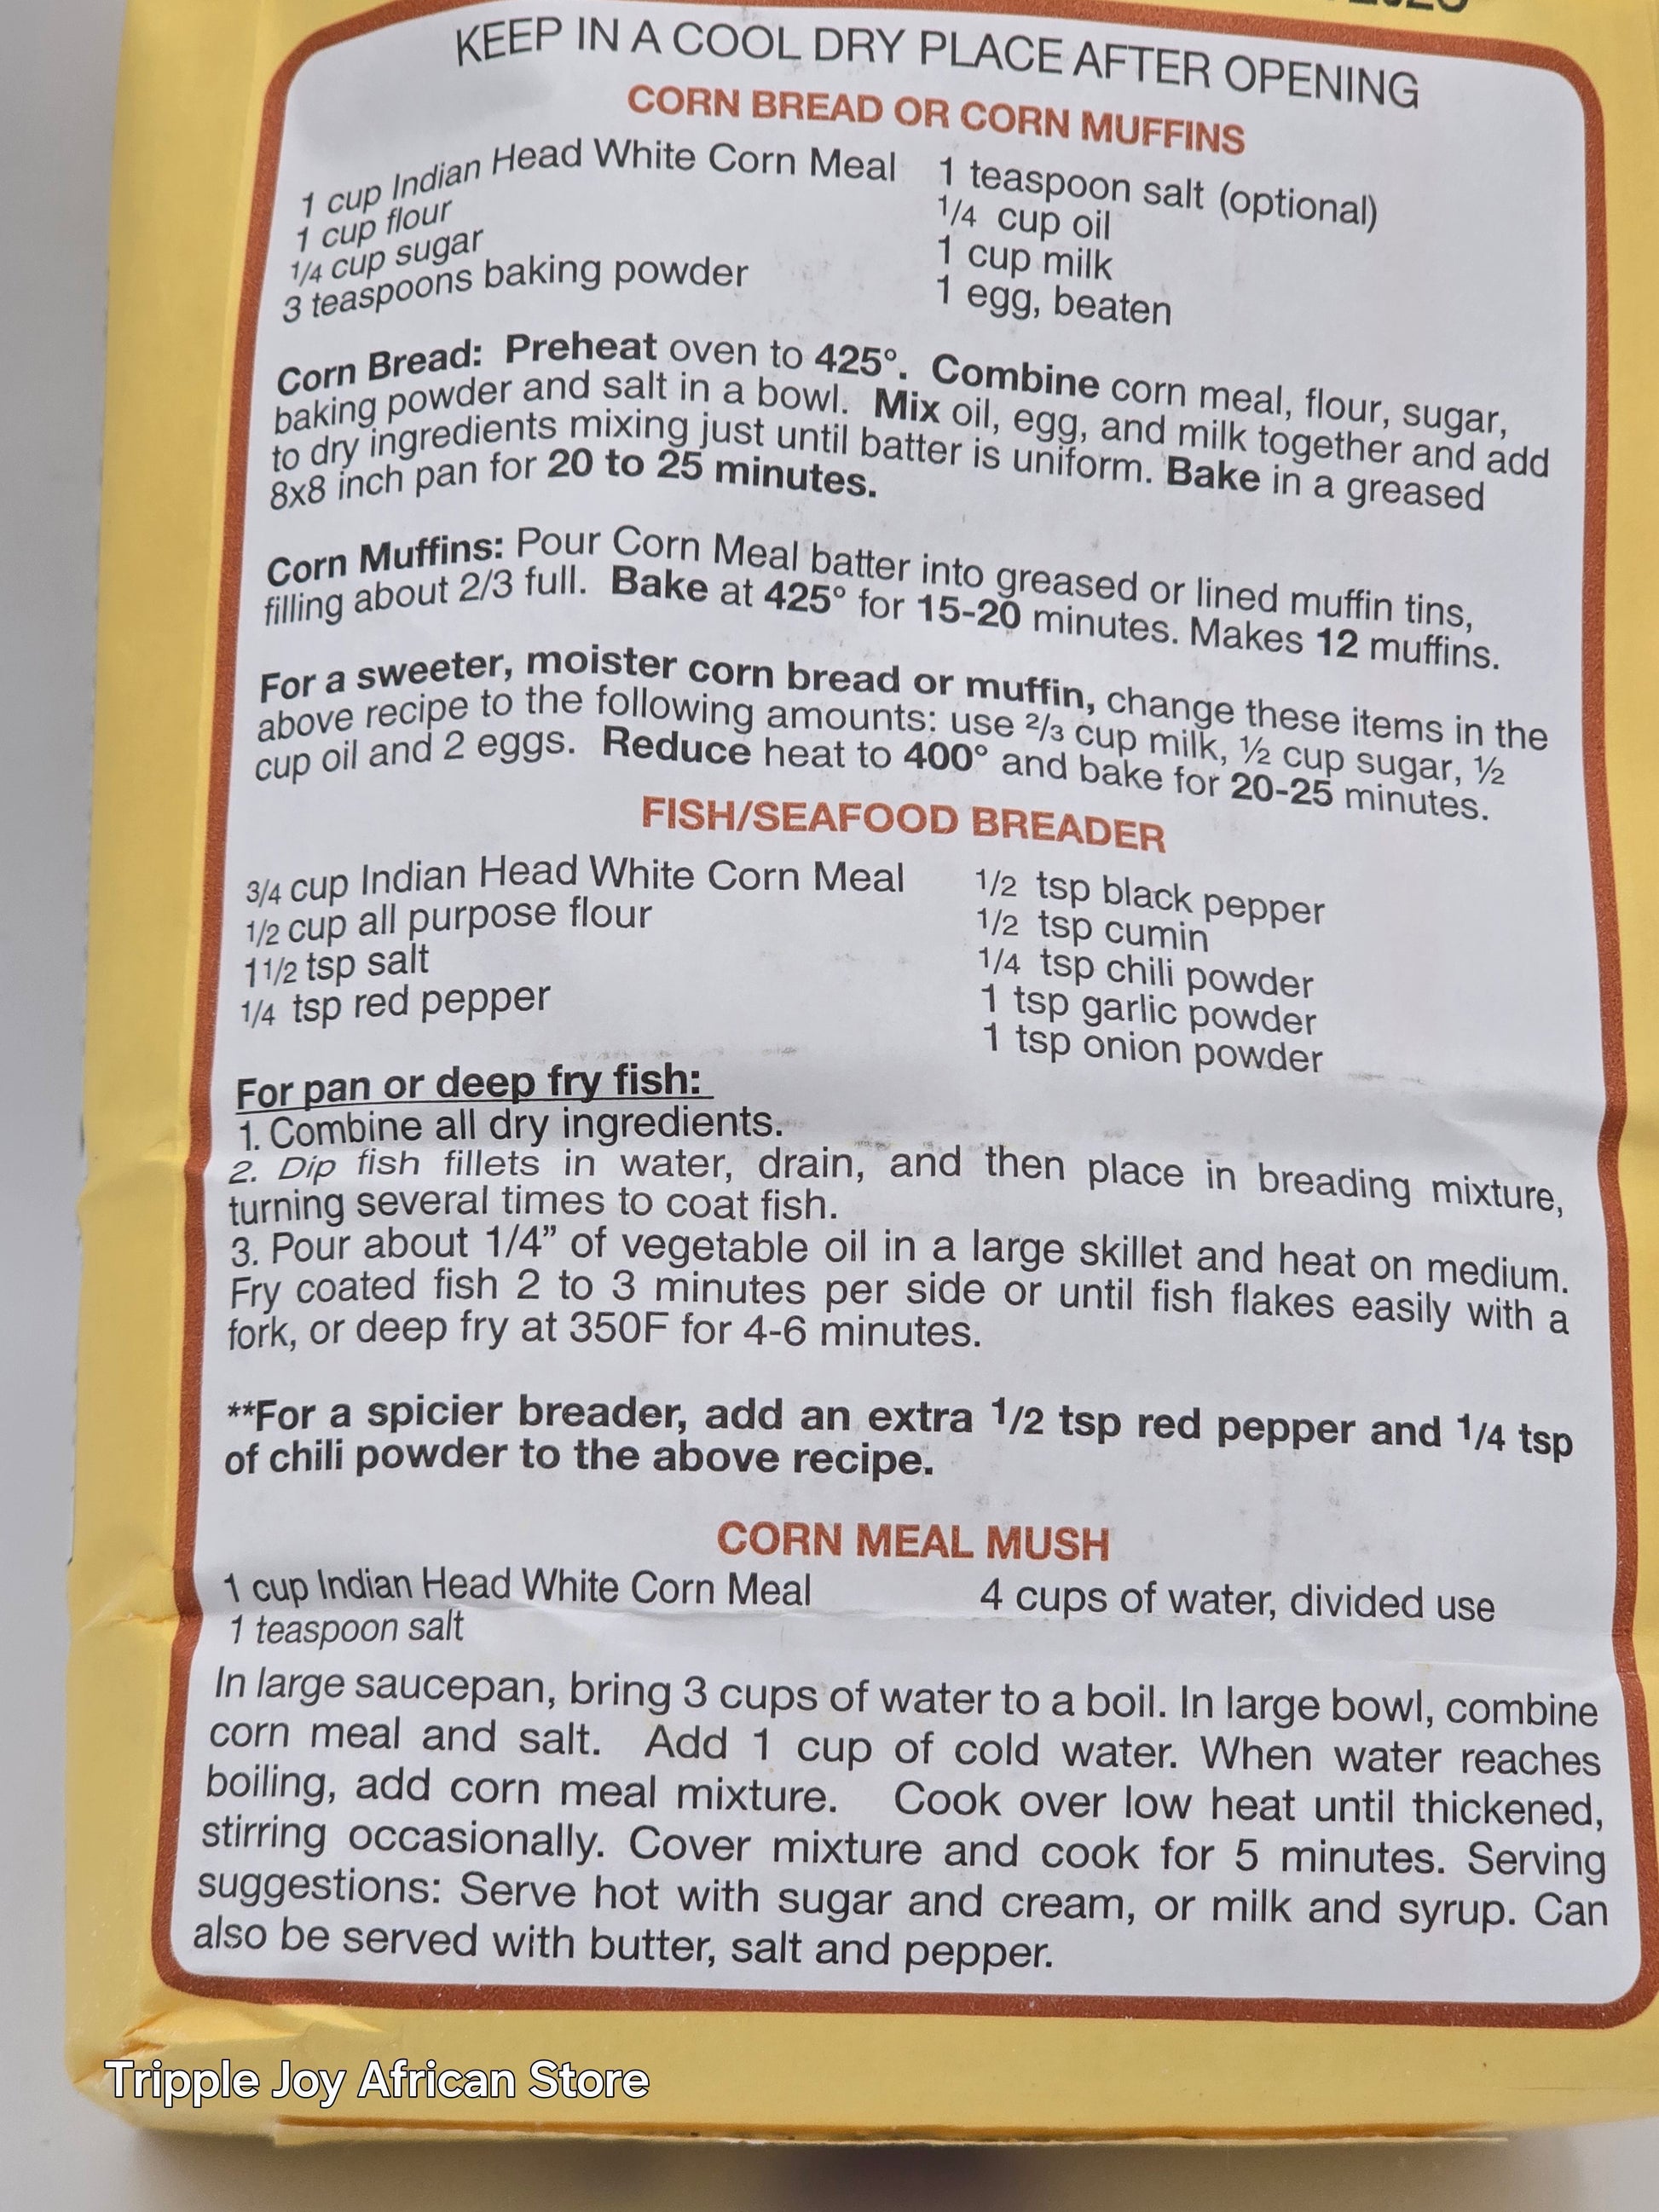 KEEP IN A COOL DRY PLACE AFTER OPENING
CORN BREAD OR CORN MUFFINS
1 cup Indian Head White Corn Meal
1 cup flour
1/4 cup sugar
3 teaspoons baking powder
1 teaspoon salt (optional)
1/4 cup oil
1 cup milk
1 egg, beaten
Corn Bread: Preheat oven to 425°. Combine corn meal, flour, sugar,
baking powder and salt in a bowl. Mix oil, egg, and milk together and add
to dry ingredients mixing just until batter is uniform. Bake in a greased
8x8 inch pan for 20 to 25 minutes.
Corn Muffins: Pour Corn Meal batter into greased or lined muffin tins,
filling about 2/3 full. Bake at 425° for 15-20 minutes. Makes 12 muffins.
For a sweeter, moister corn bread or muffin, change these items in the
above recipe to the following amounts: use 2/3 cup milk, ½ cup sugar, ½
cup oil and 2 eggs. Reduce heat to 400° and bake for 20-25 minutes.
FISH/SEAFOOD BREADER
3/4 cup Indian Head White Corn Meal
1/2 cup all purpose flour
1 1/2 tsp salt
1/4 tsp red pepper
1/2 tsp black pepper
1/2 tsp cumin
1/4 tsp chili powder
1 tsp garlic powder
1 tsp onion powder
For pan or deep fry fish:
1. Combine all dry ingredients.
2. Dip fish fillets in water, drain, and then place in breading mixture,
turning several times to coat fish.
3. Pour about 1/4” of vegetable oil in a large skillet and heat on medium.
Fry coated fish 2 to 3 minutes per side or until fish flakes easily with a
fork, or deep fry at 350F for 4-6 minutes.
**For a spicier breader, add an extra 1/2 tsp red pepper and 1/4 tsp
of chili powder to the above recipe.
CORN MEAL MUSH
1 cup Indian Head White Corn Meal
1 teaspoon salt
4 cups of water, divided use
In large saucepan, bring 3 cups of water to a boil. In large bowl, combine
corn meal and salt. Add 1 cup of cold water. When water reaches
boiling, add corn meal mixture. Cook over low heat until thickened,
stirring occasionally. Cover mixture and cook for 5 minutes. Serving
suggestions: Serve hot with sugar and cream, or milk and syrup. Can
also be served with butter, salt and pepper.
Tripple Joy African Store